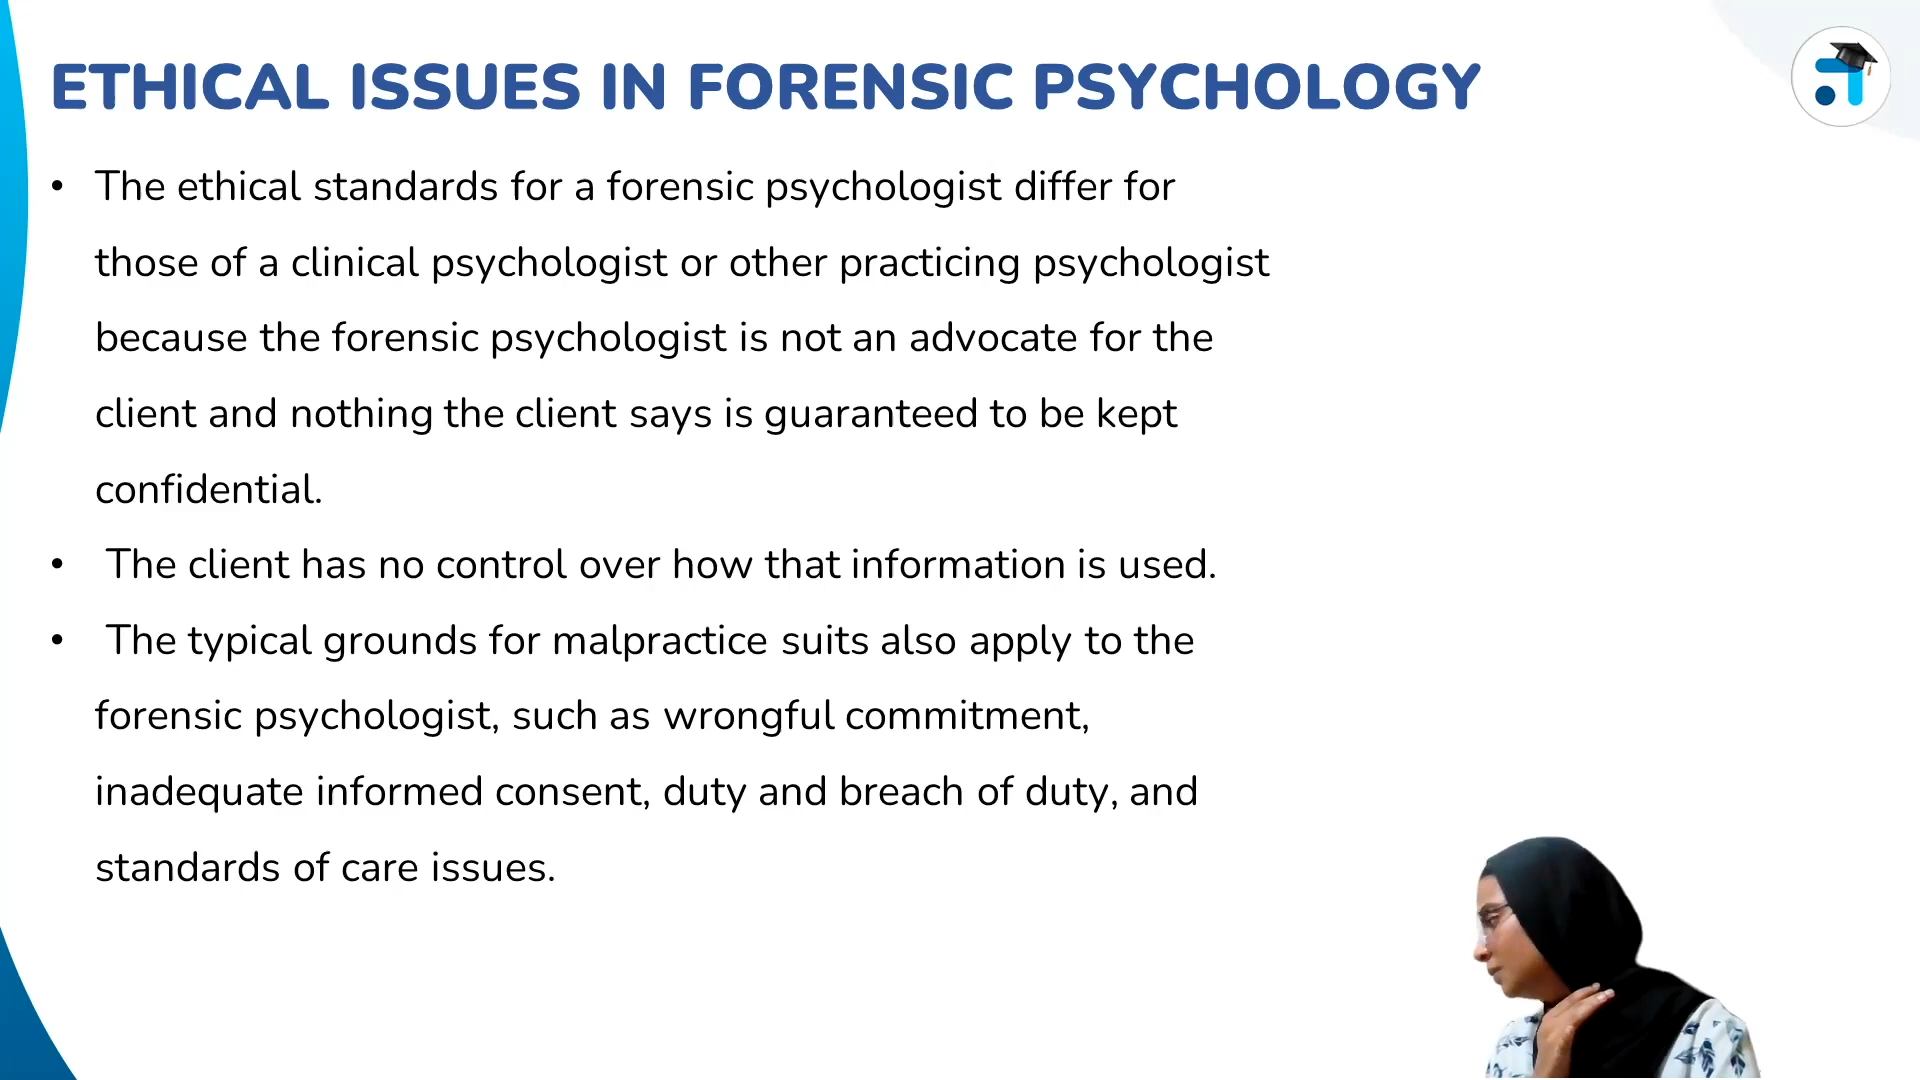 ETHICAL ISSUES IN FORENSIC PSYCHOLOGY
• The ethical standards for a forensic psychologist differ for
those of a clinical psychologist or other practicing psychologist
because the forensic psychologist is not an advocate for the
client and nothing the client says is guaranteed to be kept
confidential.
• The client has no control over how that information is used.
• The typical grounds for malpractice suits also apply to the
forensic psychologist, such as wrongful commitment,
inadequate informed consent, duty and breach of duty, and
standards of care issues.